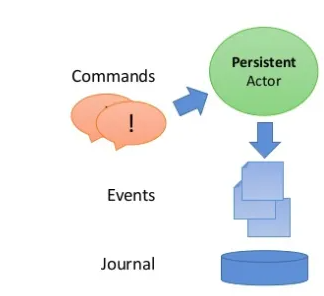 Persistent
Actor
Commands
!
Events
Journal